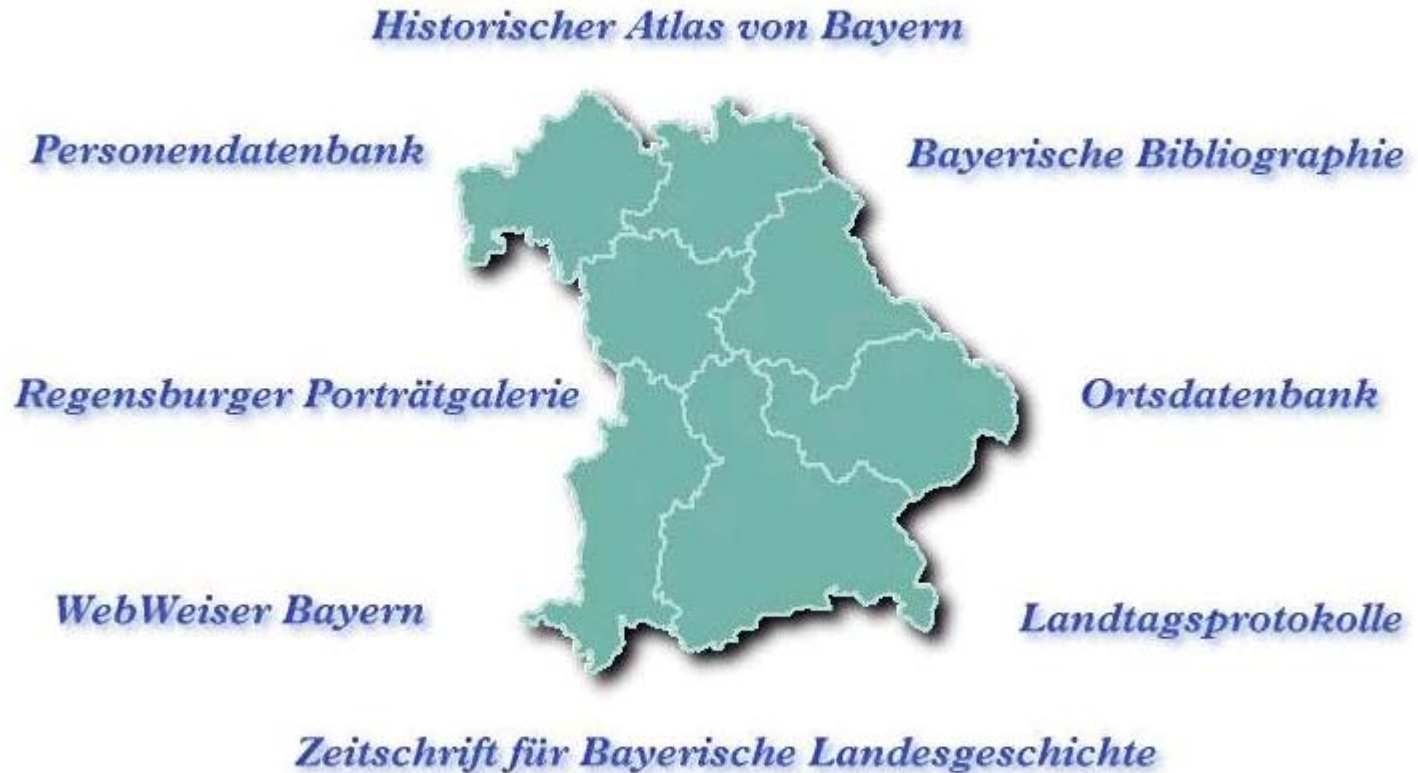 Historischer Atlas von Bayern
Personendatenbank
Bayerische Bibliographie
Regensburger Porträtgalerie
Ortsdatenbank
WebWeiser Bayern
Landtagsprotokolle
Zeitschrift für Bayerische Landesgeschichte